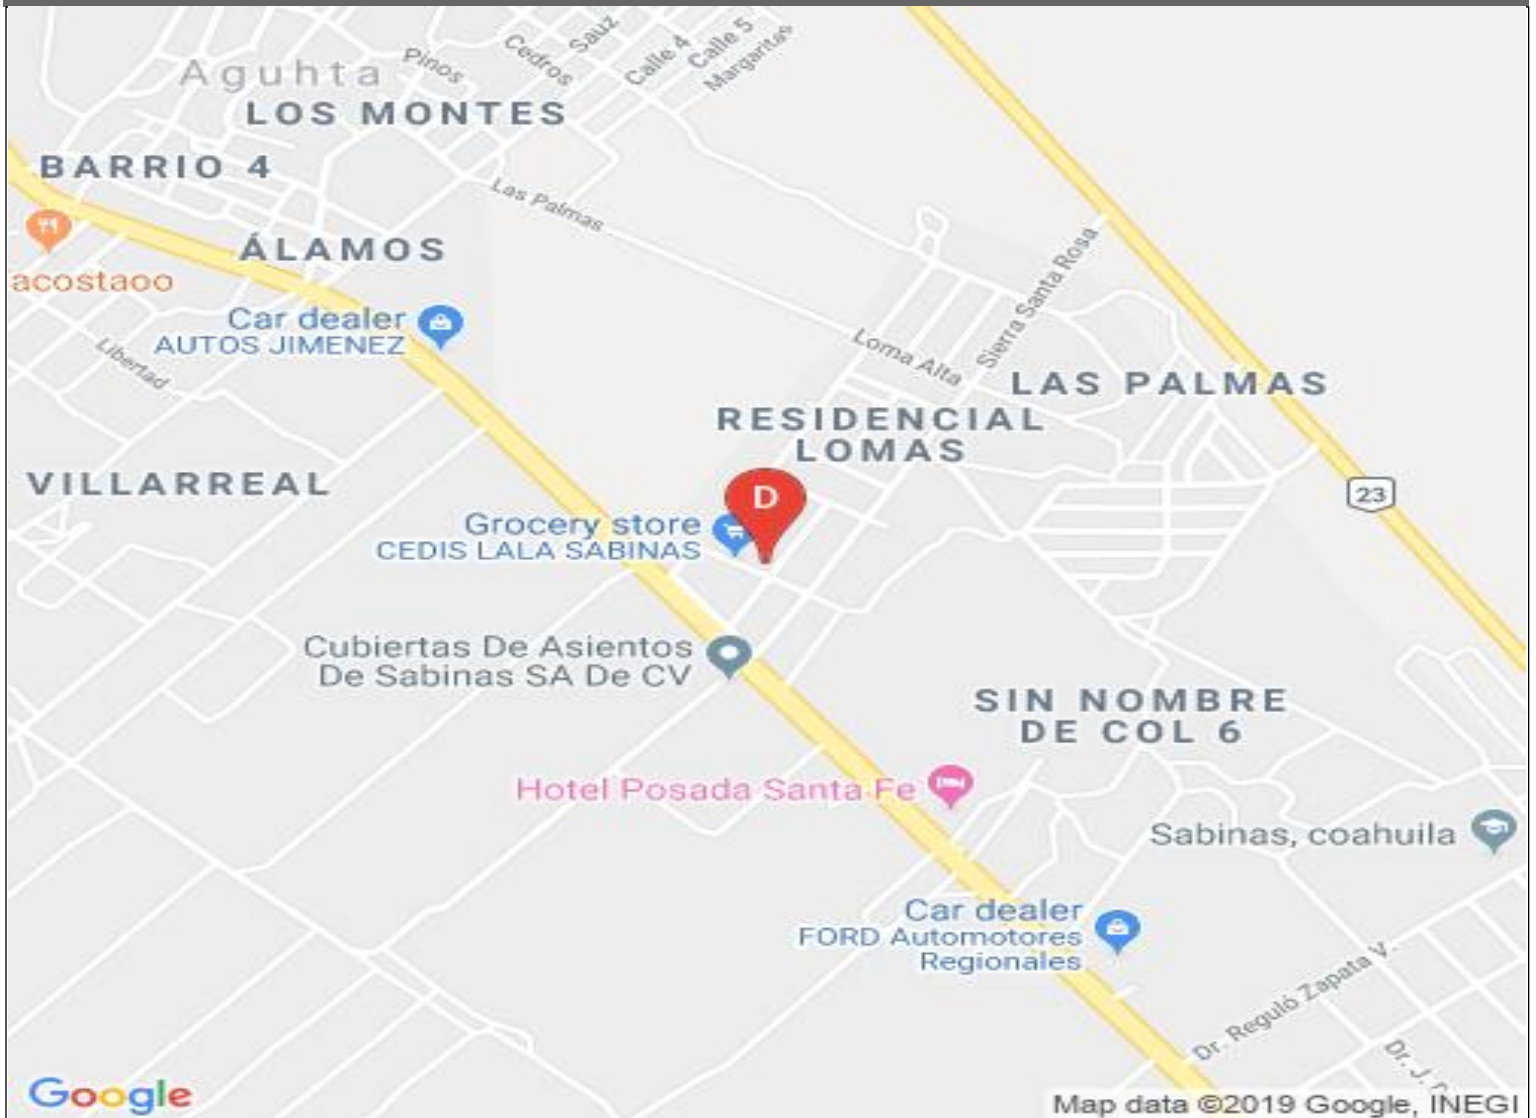 Sauz
Calle 5
Cedros
Calle 4
Pinos
Margaritas
Aguhta
LOS MONTES
BARRIO 4
Las Palmas
ÁLAMOS
Sierra Santa Rosa
acostaoo
Car dealer
AUTOS JIMENEZ
Libertad
Loma Alta
LAS PALMAS
RESIDENCIAL
LOMAS
VILLARREAL
D
23
Grocery store
CEDIS LALA SABINAS
Cubiertas De Asientos
De Sabinas SA De CV
SIN NOMBRE
DE COL 6
Hotel Posada Santa Fe
Sabinas, coahuila
Car dealer
FORD Automotores
Regionales
Dr. Reguló Zapata V.
Dr. J.
Google
Map data ©2019 Google, INEGI